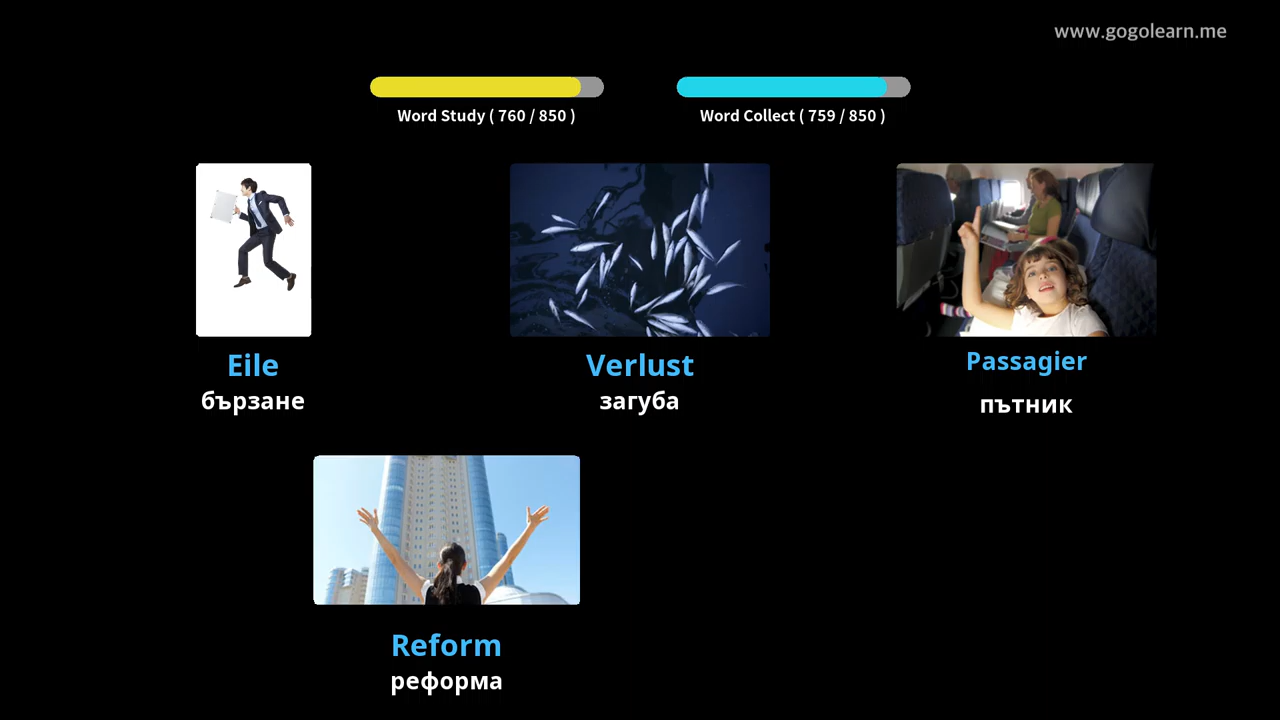 www.gogolearn.me
Word Study ( 760 / 850 )
Word Collect ( 759 / 850 )
Eile
бързане
Verlust
загуба
Passagier
пътник
Reform
реформа